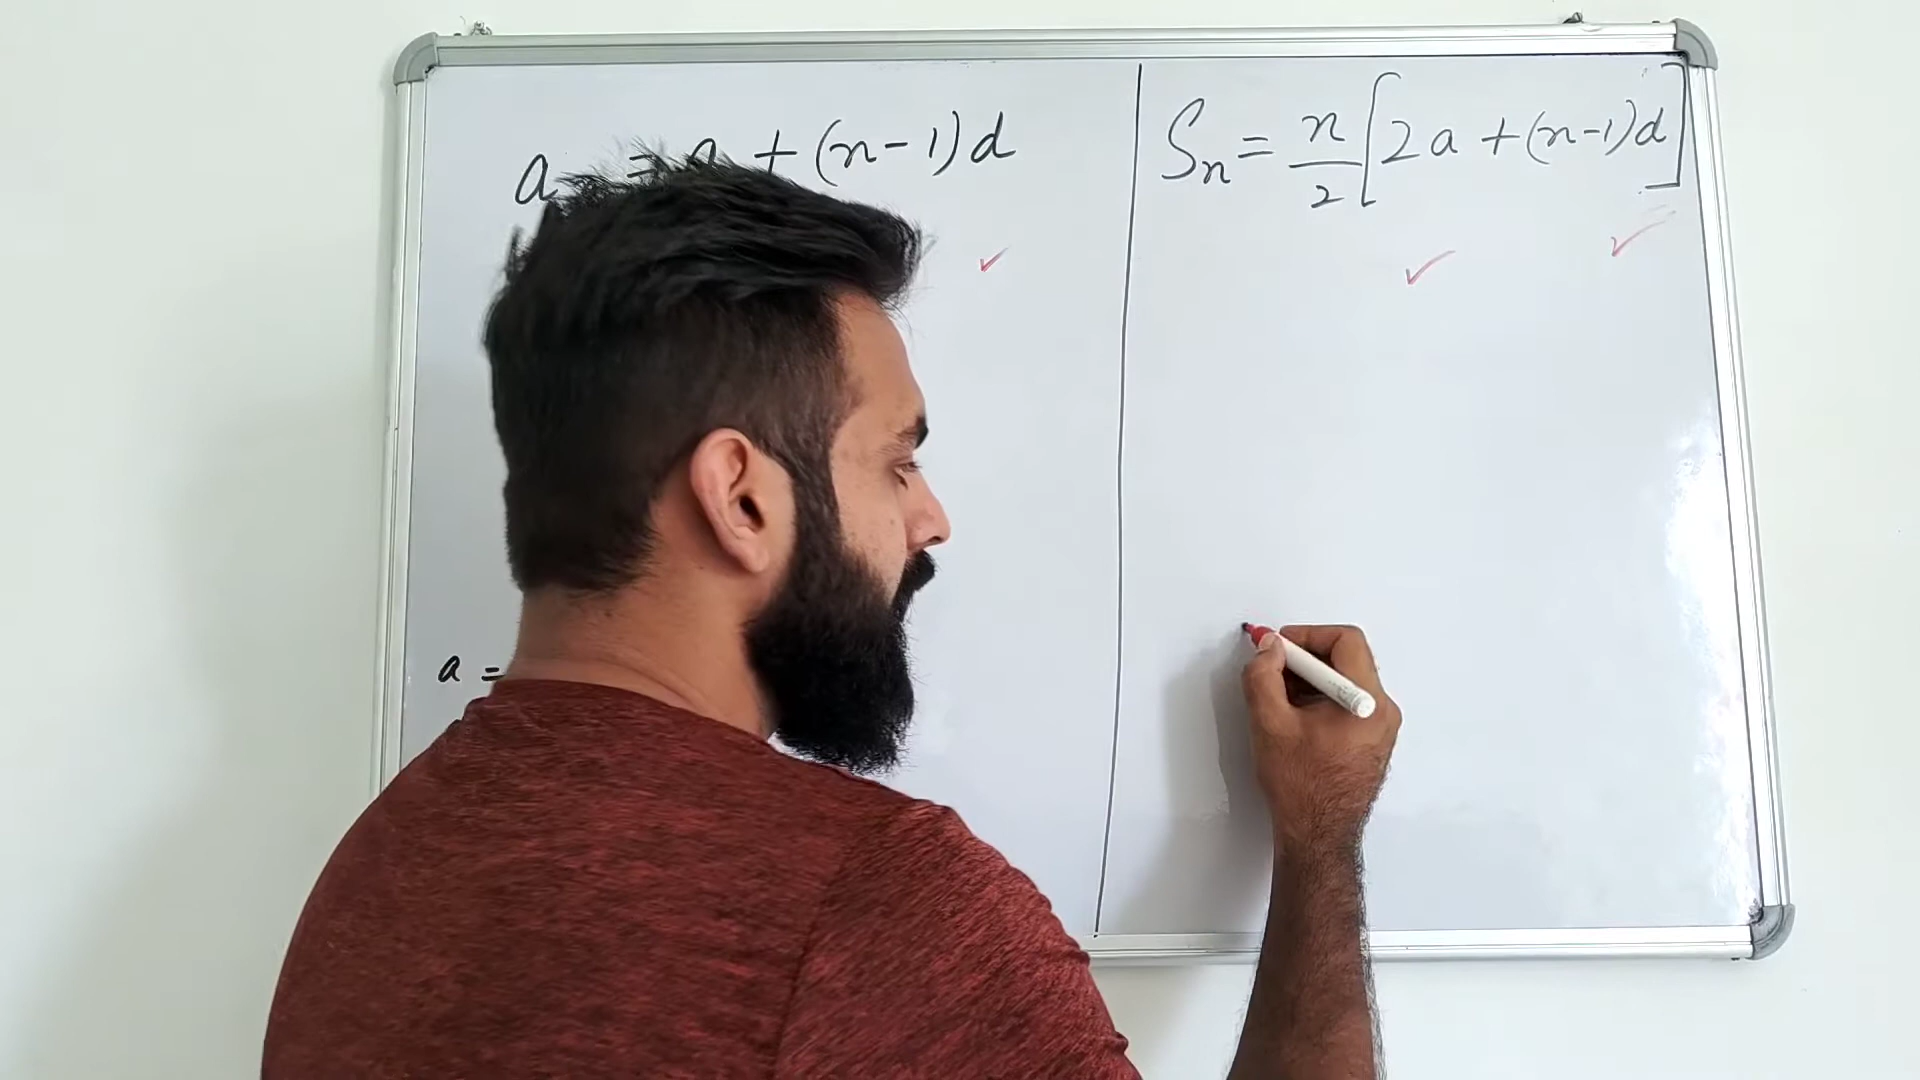 a = a + (n-1)d
Sn = n/2 [2a + (n-1)d]
a =